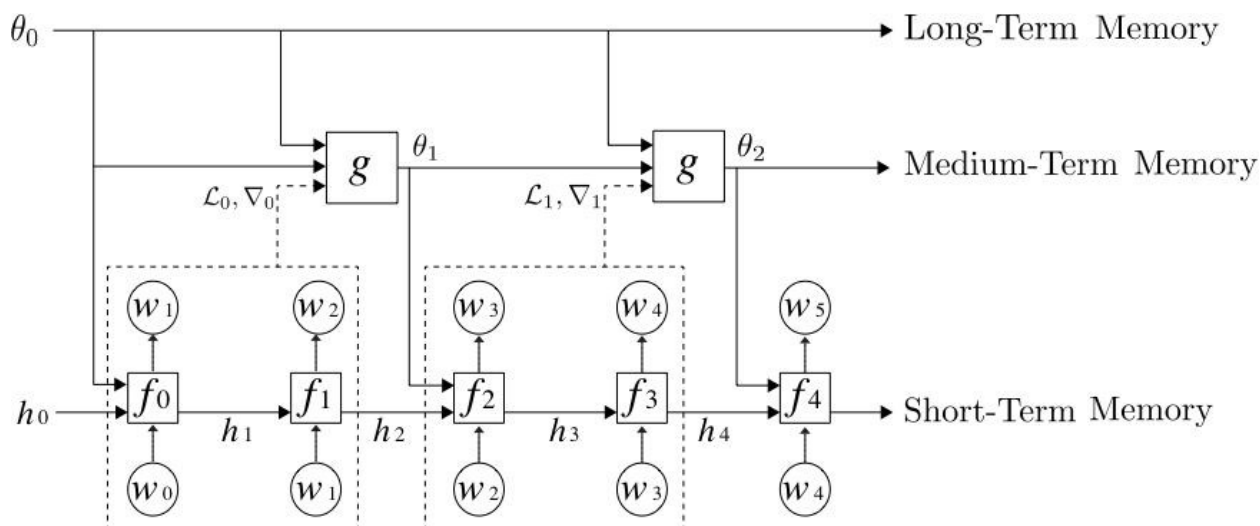 θ₀ Long-Term Memory
g θ₁ g θ₂ Medium-Term Memory
ℒ₀, ∇₀ ℒ₁, ∇₁
w₁ w₂ w₃ w₄ w₅
f₀ f₁ f₂ f₃ f₄
h₀ h₁ h₂ h₃ h₄ Short-Term Memory
w₀ w₁ w₂ w₃ w₄